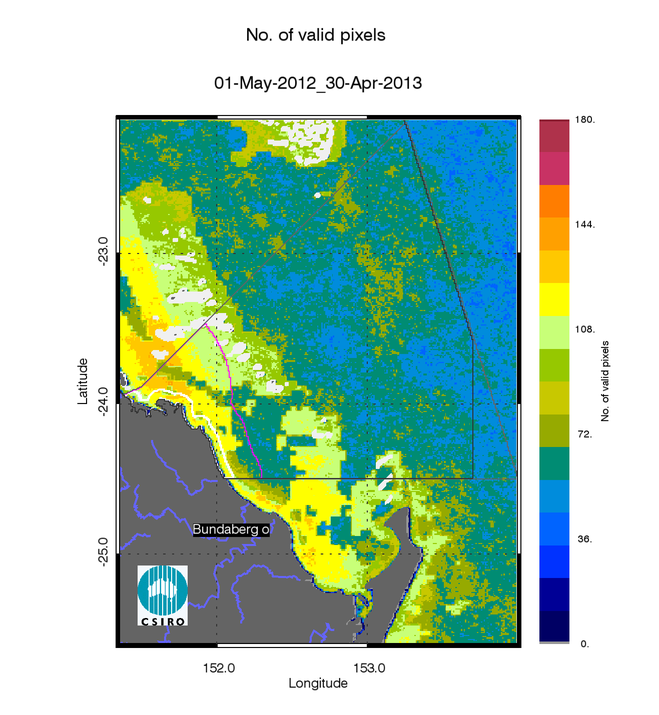 No. of valid pixels
01-May-2012_30-Apr-2013
180.
144.
108.
72.
36.
0.
No. of valid pixels
-23.0
-24.0
-25.0
Latitude
Bundaberg o
CSIRO
152.0 153.0
Longitude